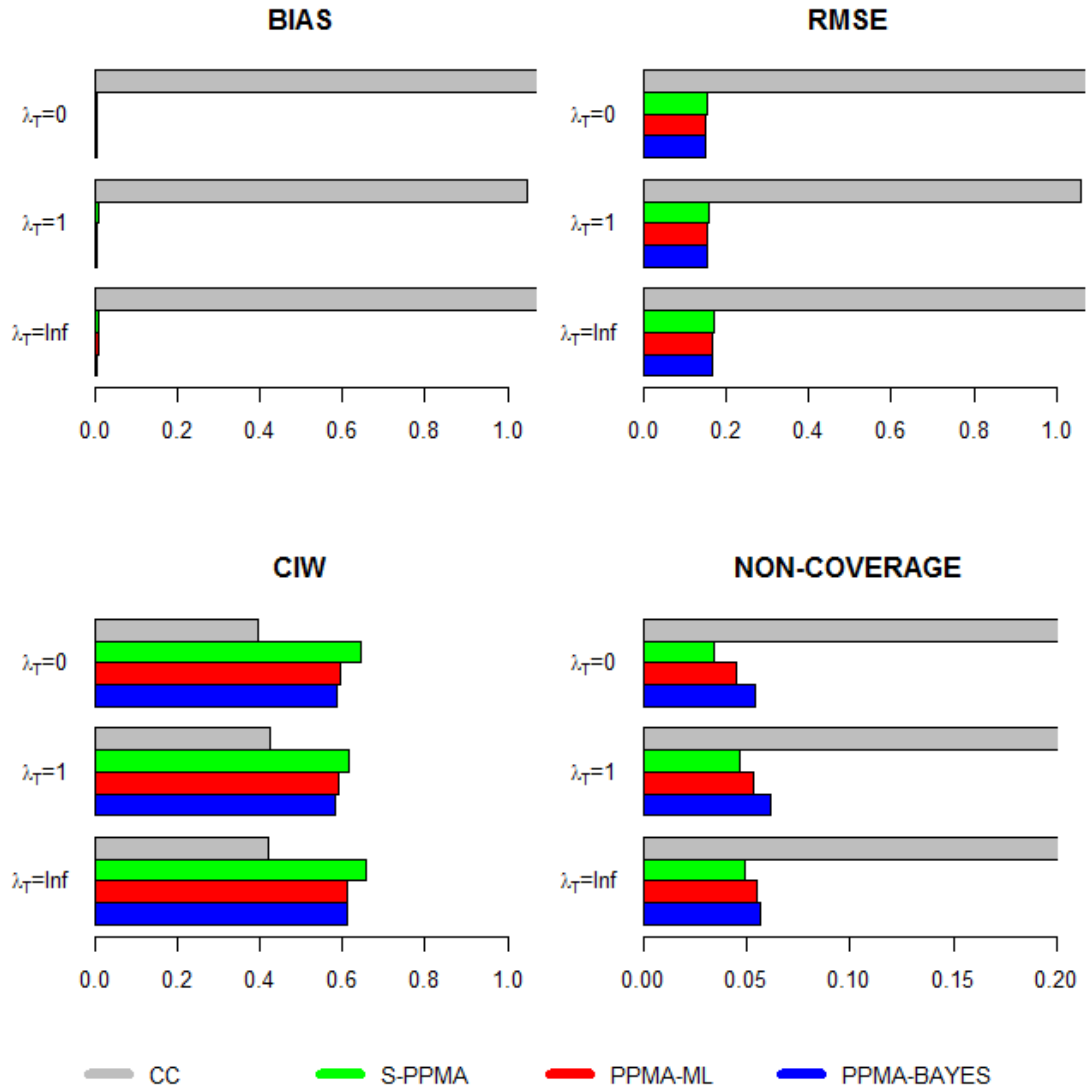 BIAS
λT=0
λT=1
λT=Inf
0.0 0.2 0.4 0.6 0.8 1.0
RMSE
λT=0
λT=1
λT=Inf
0.0 0.2 0.4 0.6 0.8 1.0
CIW
λT=0
λT=1
λT=Inf
0.0 0.2 0.4 0.6 0.8 1.0
NON-COVERAGE
λT=0
λT=1
λT=Inf
0.00 0.05 0.10 0.15 0.20
CC S-PPMA PPMA-ML PPMA-BAYES